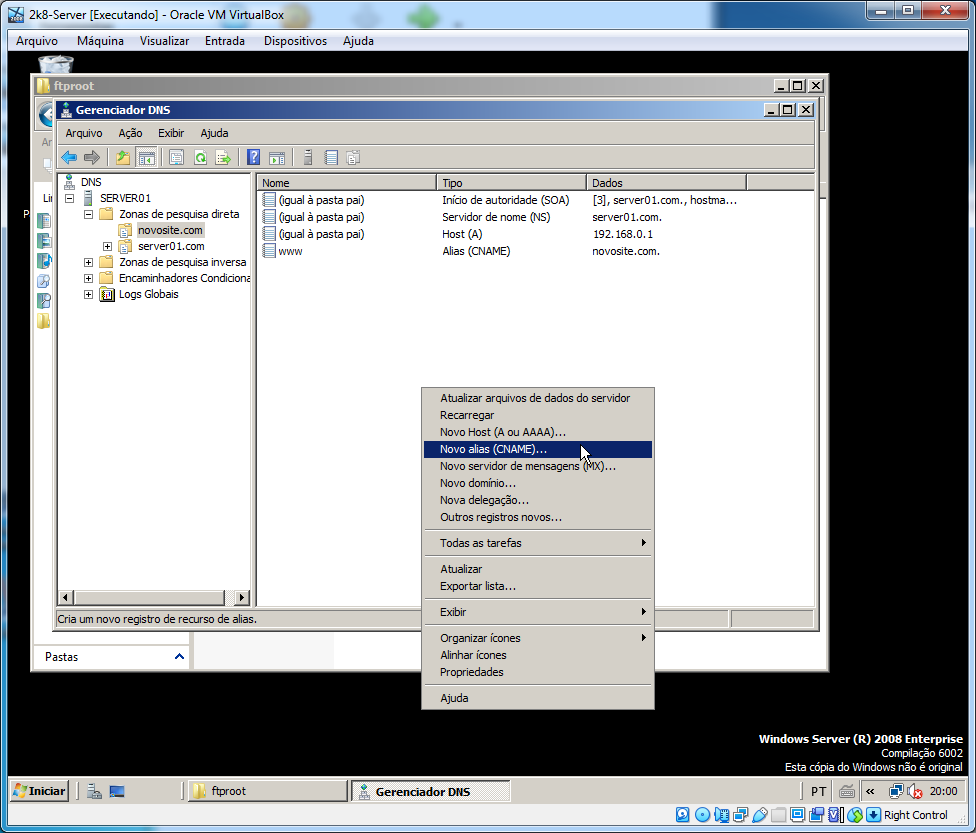 2k8-Server [Executando] - Oracle VM VirtualBox
Arquivo Máquina Visualizar Entrada Dispositivos Ajuda
ftproot
Gerenciador DNS
Arquivo Ação Exibir Ajuda
DNS
SERVER01
Zonas de pesquisa direta
novosite.com
server01.com
Zonas de pesquisa inversa
Encaminhadores Condiciona
Logs Globais
Nome Tipo Dados
(igual à pasta pai) Início de autoridade (SOA) [3], server01.com., hostma...
(igual à pasta pai) Servidor de nome (NS) server01.com.
(igual à pasta pai) Host (A) 192.168.0.1
www Alias (CNAME) novosite.com.
Atualizar arquivos de dados do servidor
Recarregar
Novo Host (A ou AAAA)...
Novo alias (CNAME)...
Novo servidor de mensagens (MX)...
Novo domínio...
Nova delegação...
Outros registros novos...
Todas as tarefas
Atualizar
Exportar lista...
Exibir
Organizar ícones
Alinhar ícones
Propriedades
Ajuda
Cria um novo registro de recurso de alias.
Pastas
Windows Server (R) 2008 Enterprise
Compilação 6002
Esta cópia do Windows não é original
Iniciar ftproot Gerenciador DNS PT « 20:00
Right Control